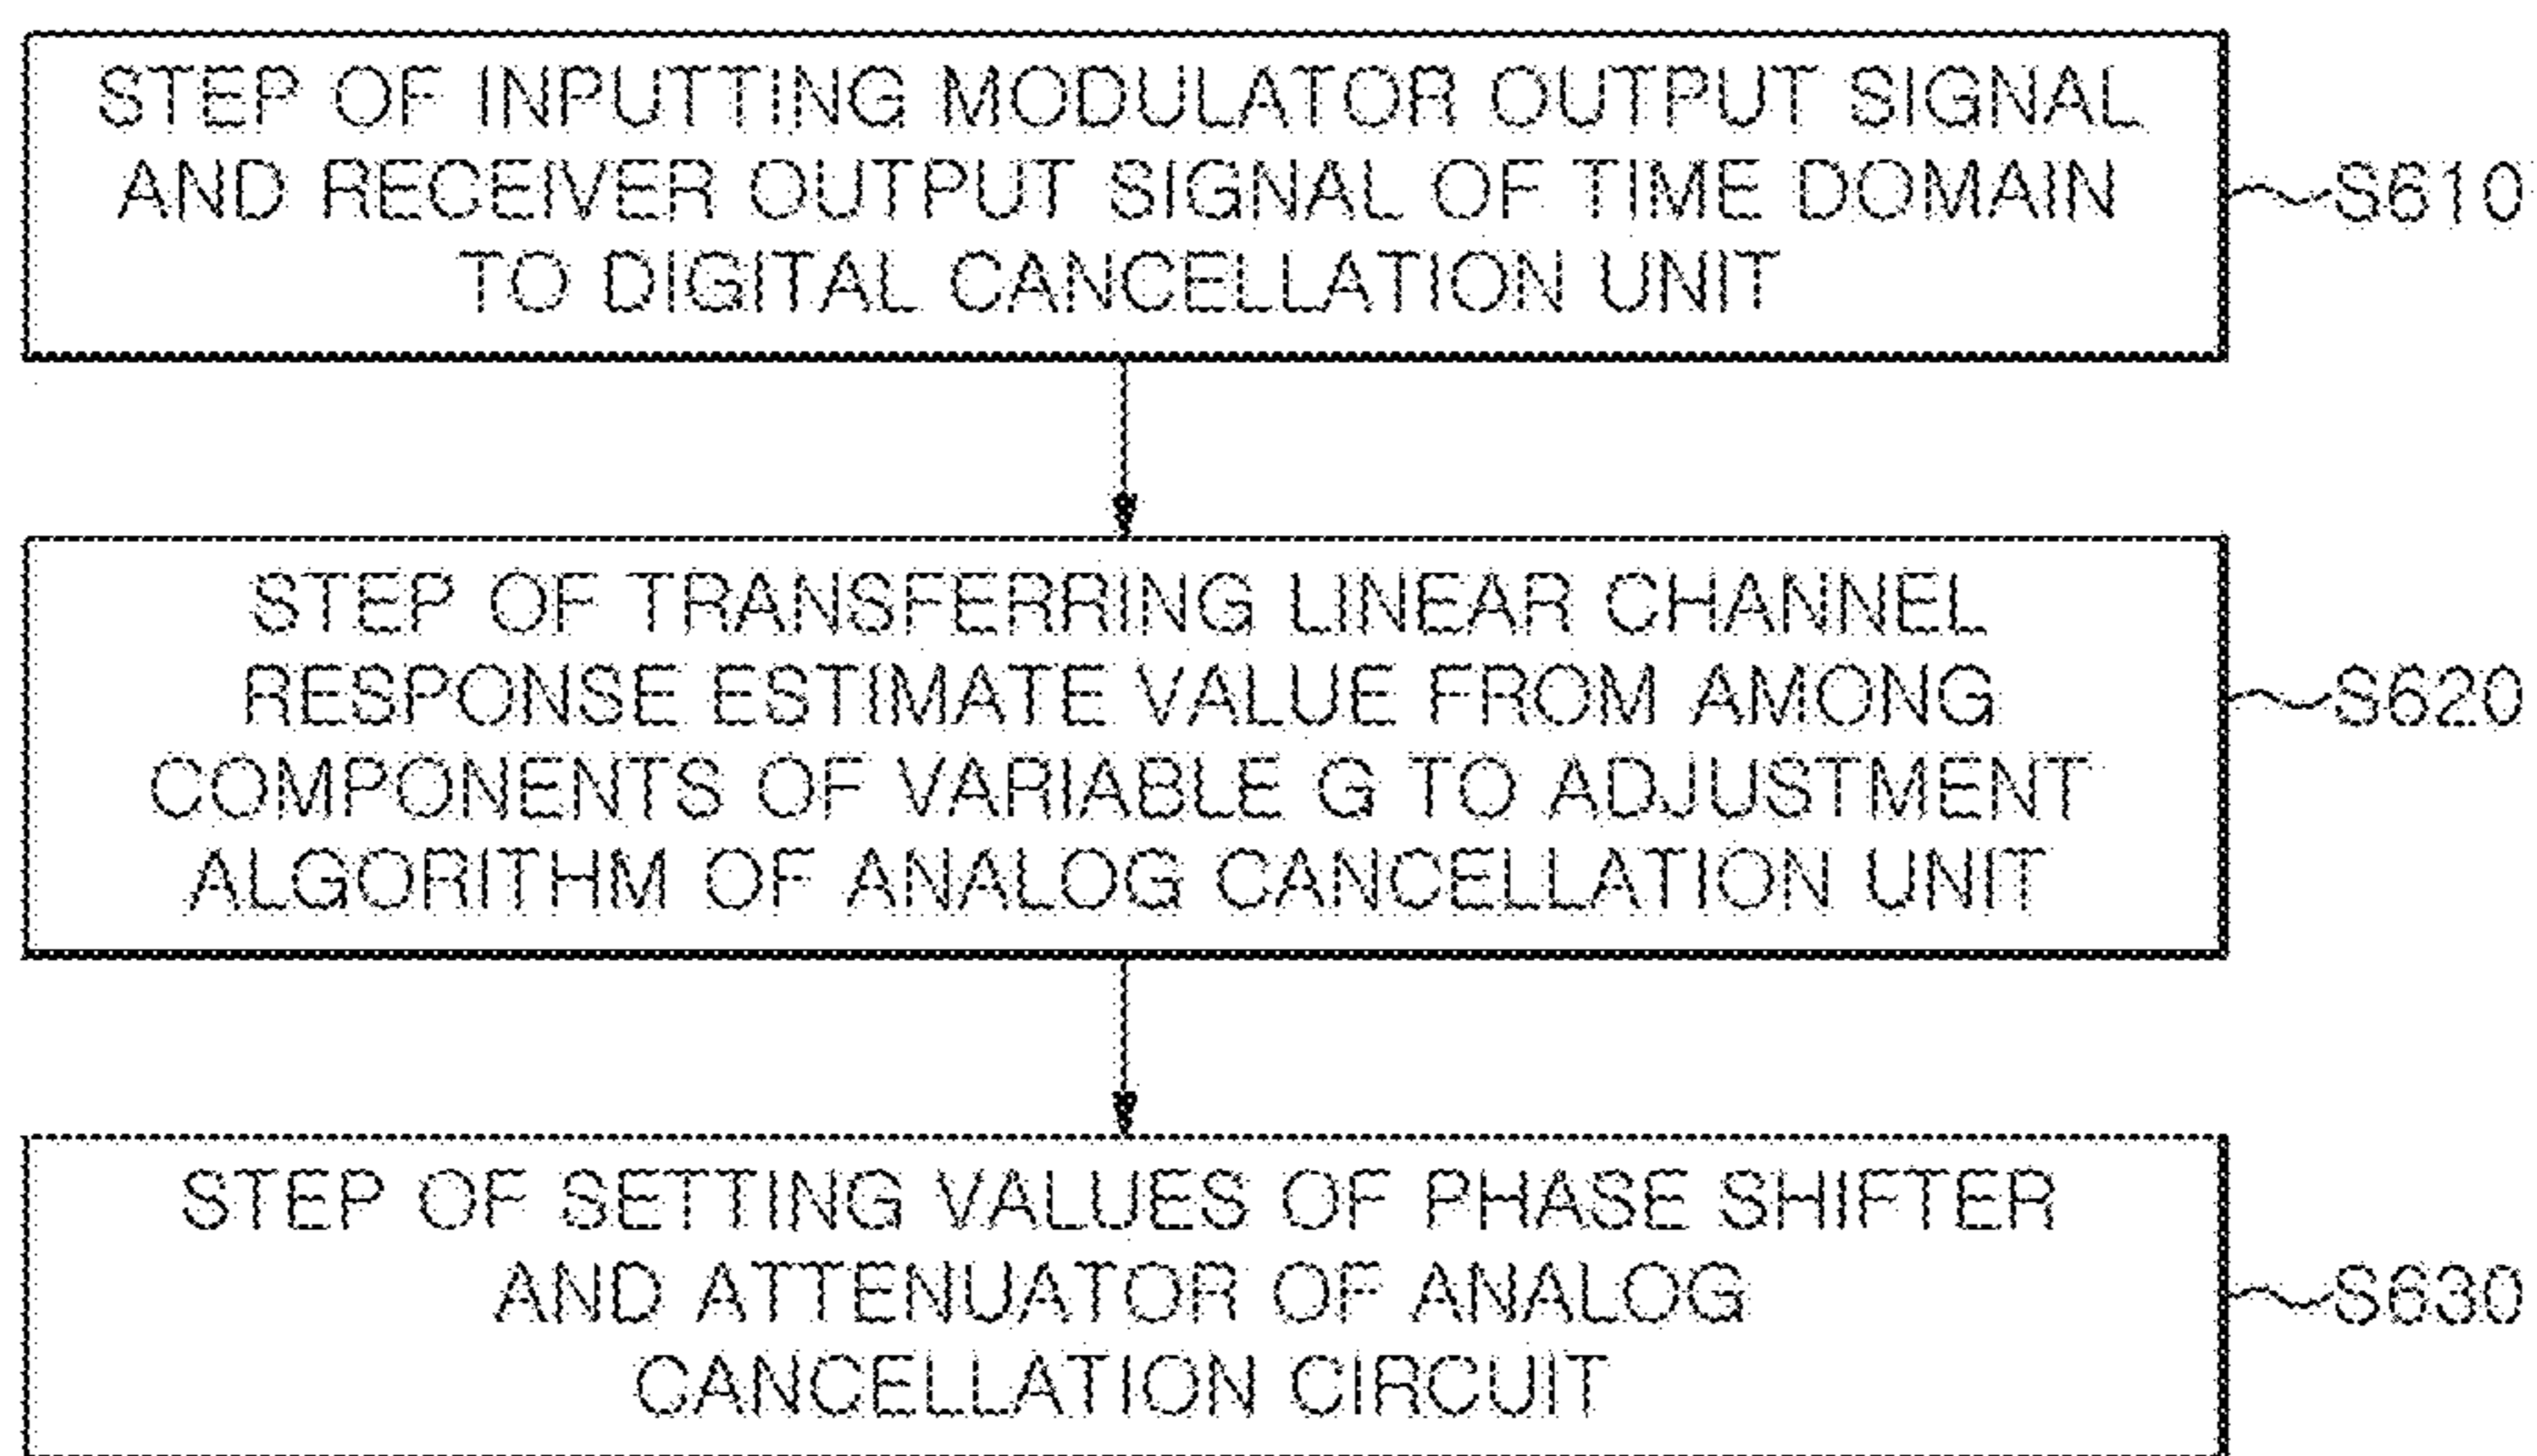 STEP OF INPUTTING MODULATOR OUTPUT SIGNAL
AND RECEIVER OUTPUT SIGNAL OF TIME DOMAIN
TO DIGITAL CANCELLATION UNIT
S610
STEP OF TRANSFERRING LINEAR CHANNEL
RESPONSE ESTIMATE VALUE FROM AMONG
COMPONENTS OF VARIABLE G TO ADJUSTMENT
ALGORITHM OF ANALOG CANCELLATION UNIT
S620
STEP OF SETTING VALUES OF PHASE SHIFTER
AND ATTENUATOR OF ANALOG
CANCELLATION CIRCUIT
S630